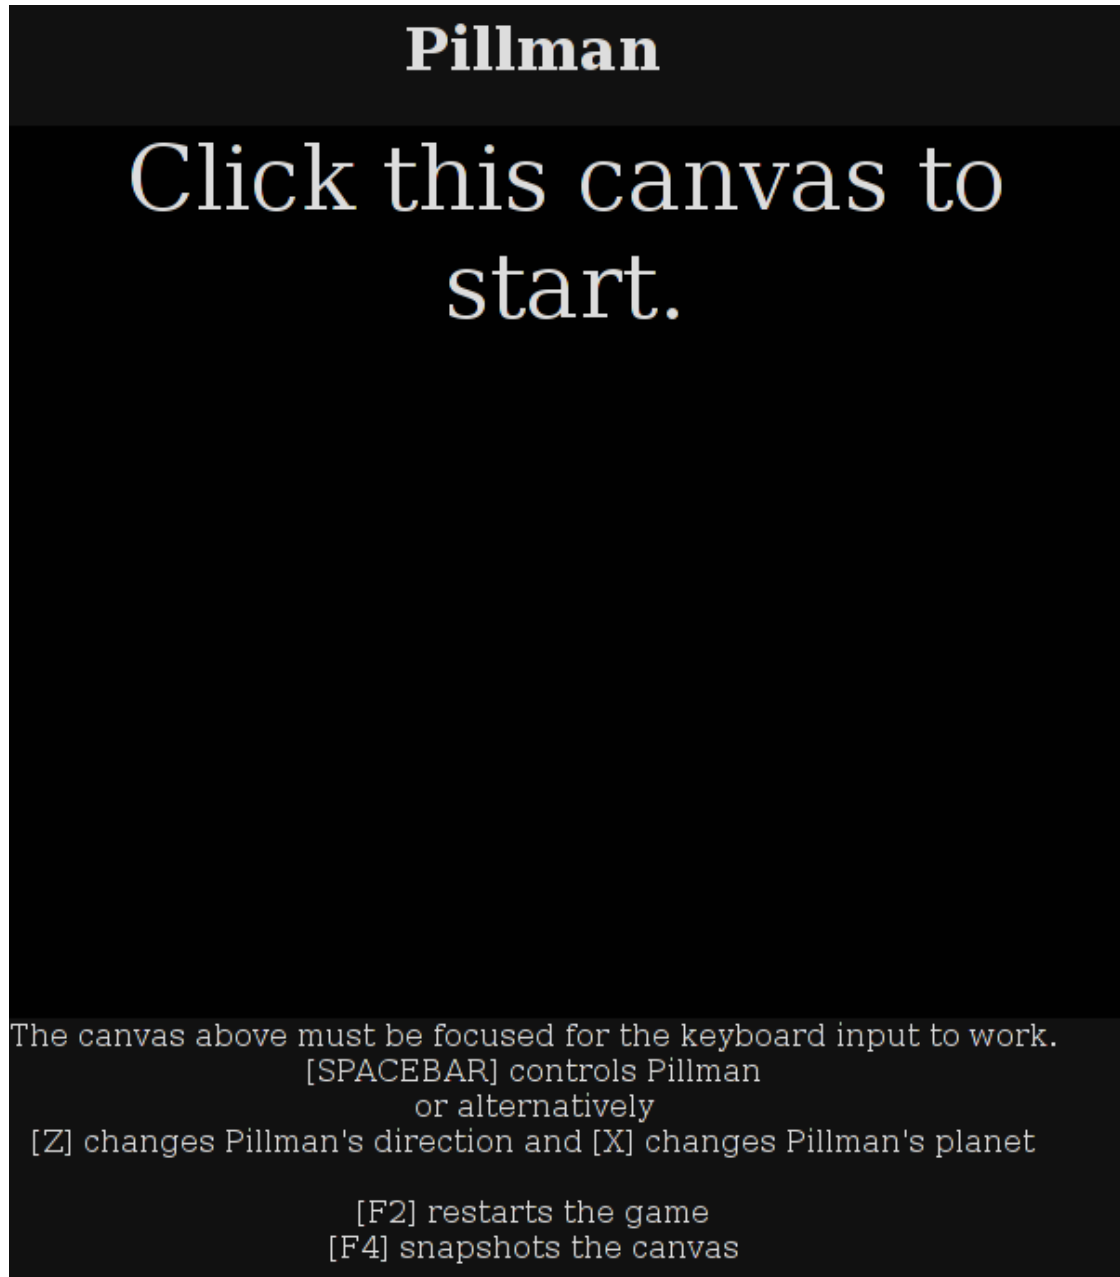 Pillman
Click this canvas to
start.
The canvas above must be focused for the keyboard input to work.
[SPACEBAR] controls Pillman
or alternatively
[Z] changes Pillman's direction and [X] changes Pillman's planet
[F2] restarts the game
[F4] snapshots the canvas